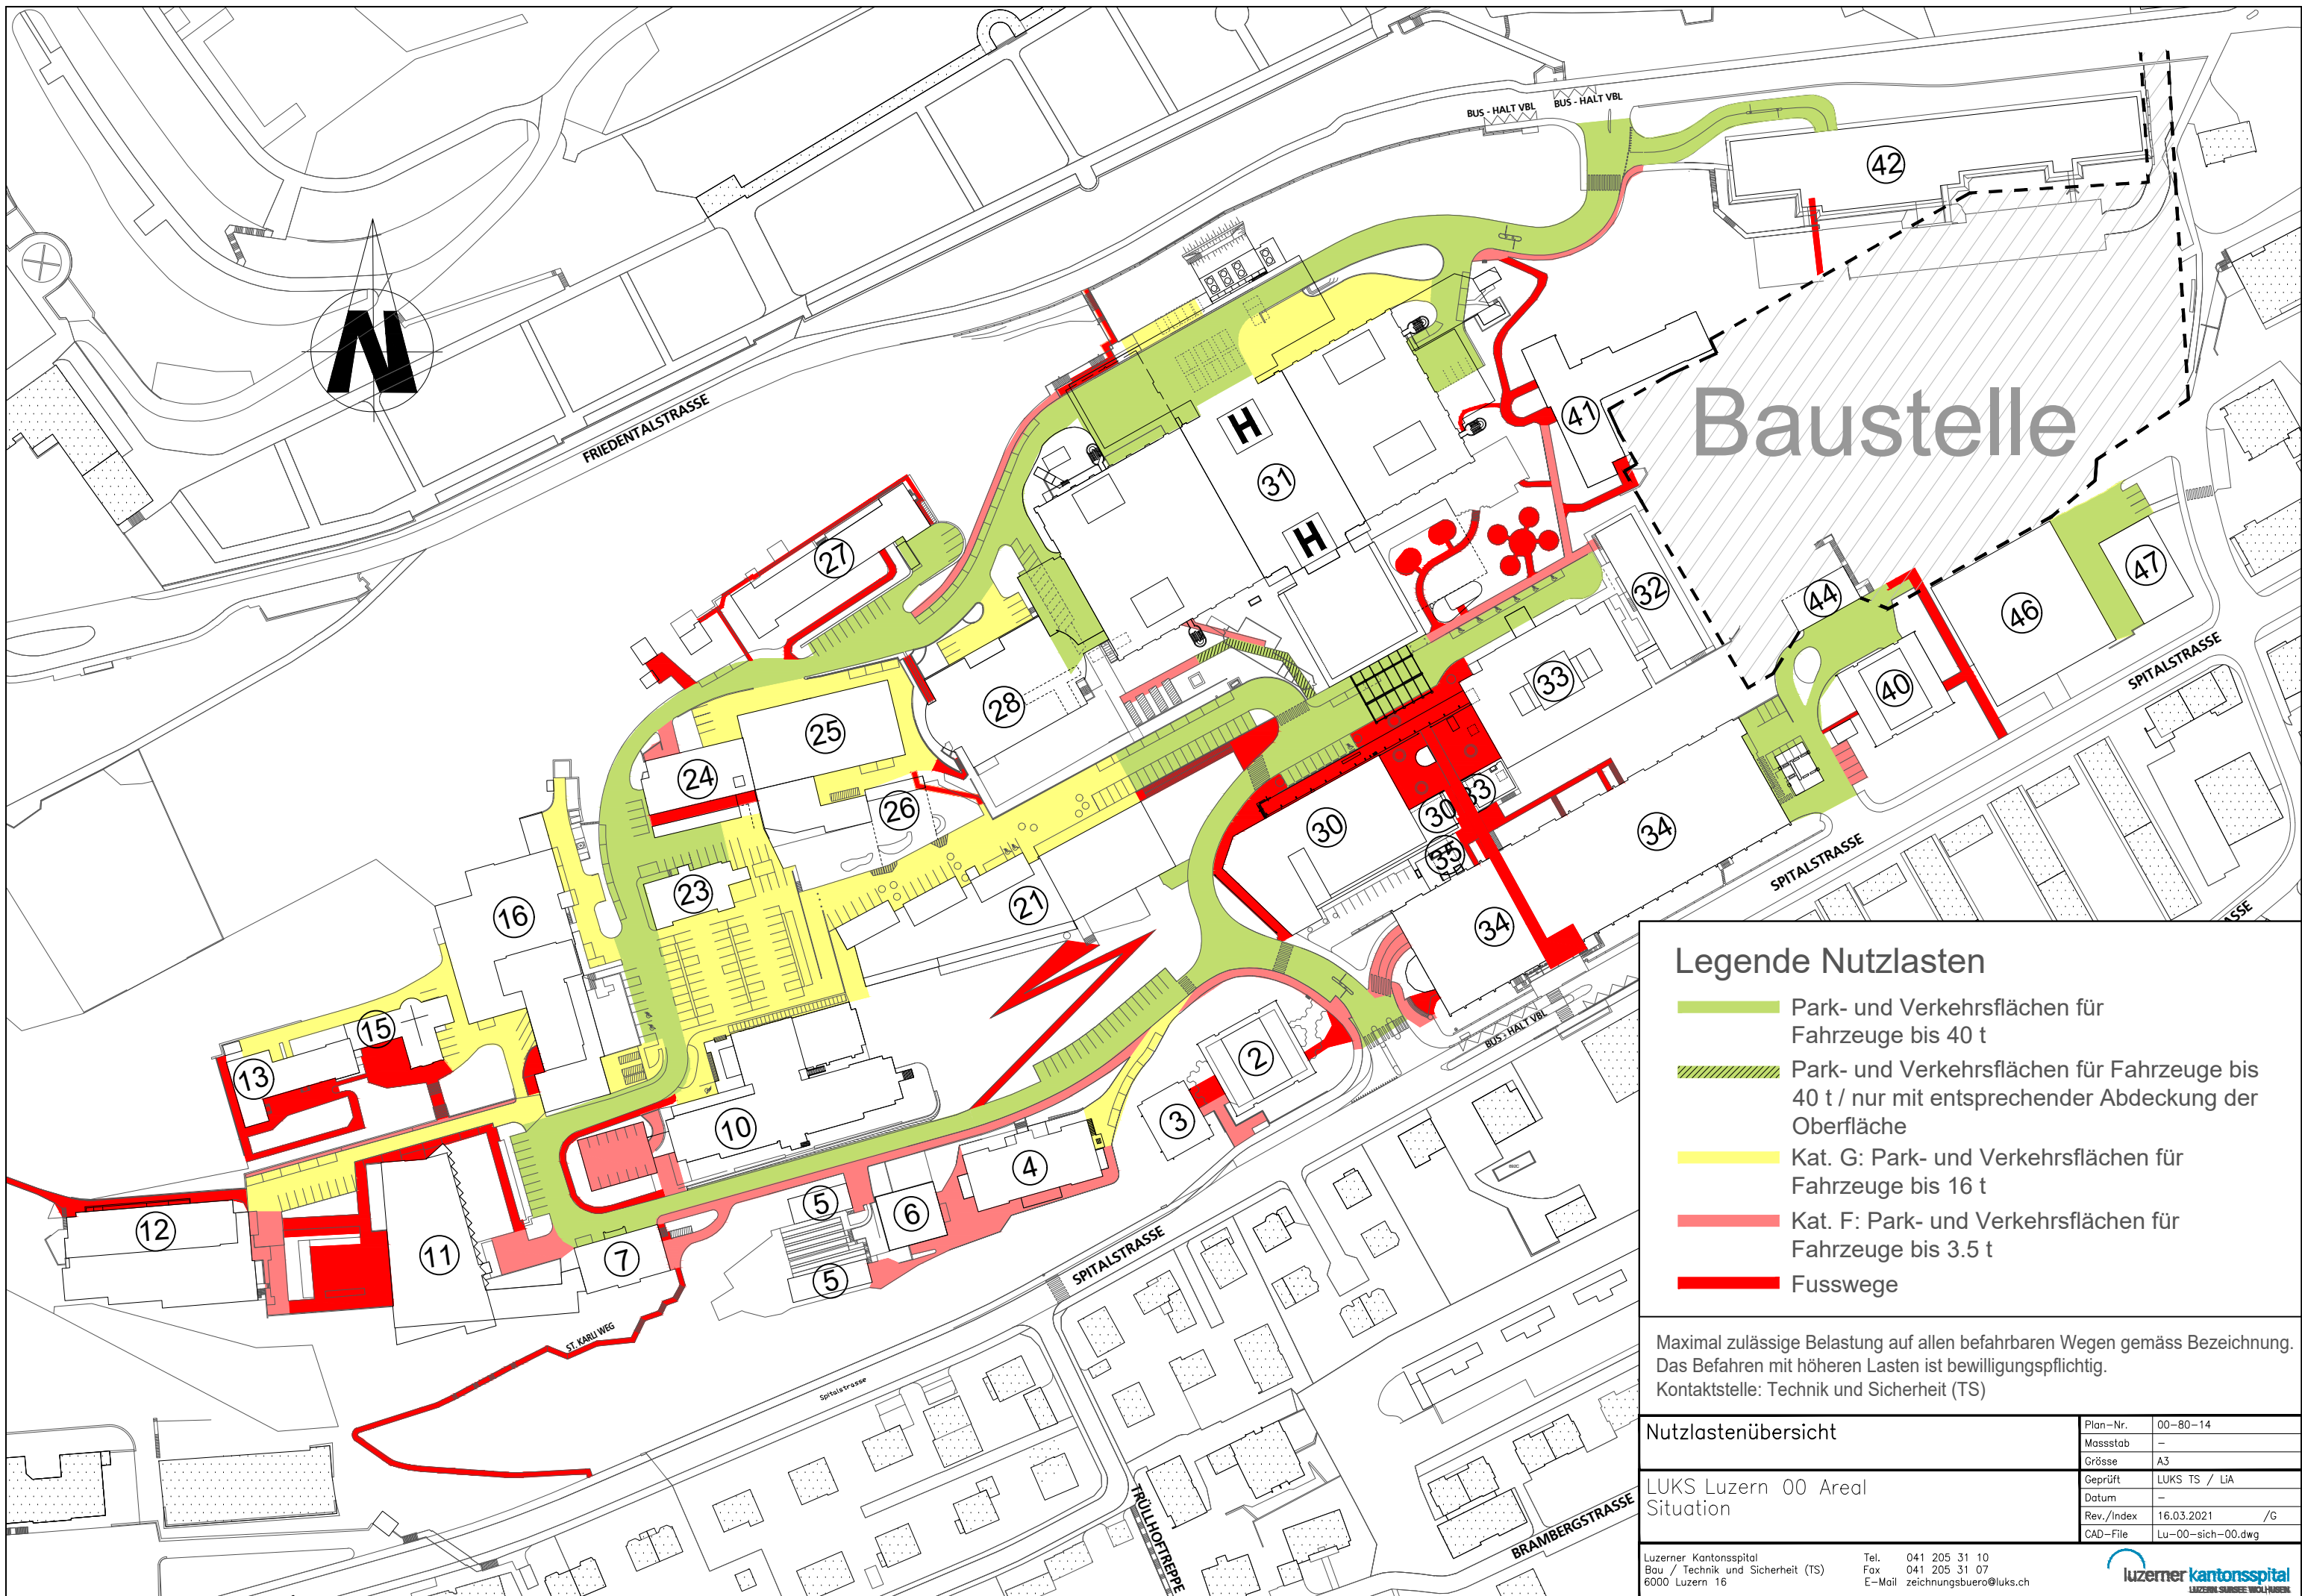 BUS - HALT VBL
BUS - HALT VBL
42
N
FRIEDENTALSTRASSE
H
31
H
41
Baustelle
27
32
44
46
47
SPITALSTRASSE
33
40
28
25
24
26
30
30
33
35
34
SPITALSTRASSE
23
21
16
34
15
13
2
BUS - HALT VBL
3
10
4
12
11
7
5
6
5
SPITALSTRASSE
ST. KARLI WEG
Spitalstrasse
TRÜLLHOFTREPPE
BRAMBERGSTRASSE
Legende Nutzlasten
Park- und Verkehrsflächen für
Fahrzeuge bis 40 t
Park- und Verkehrsflächen für Fahrzeuge bis
40 t / nur mit entsprechender Abdeckung der
Oberfläche
Kat. G: Park- und Verkehrsflächen für
Fahrzeuge bis 16 t
Kat. F: Park- und Verkehrsflächen für
Fahrzeuge bis 3.5 t
Fusswege
Maximal zulässige Belastung auf allen befahrbaren Wegen gemäss Bezeichnung.
Das Befahren mit höheren Lasten ist bewilligungspflichtig.
Kontaktstelle: Technik und Sicherheit (TS)
Nutzlastenübersicht
LUKS Luzern 00 Areal
Situation
Plan-Nr. 00-80-14
Massstab -
Grösse A3
Geprüft LUKS TS / LiA
Datum -
Rev./Index 16.03.2021 /G
CAD-File Lu-00-sich-00.dwg
Luzerner Kantonsspital
Bau / Technik und Sicherheit (TS)
6000 Luzern 16
Tel. 041 205 31 10
Fax 041 205 31 07
E-Mail zeichnungsbuero@luks.ch
luzerner kantonsspital
LUZERN SURSEE WOLHUSEN